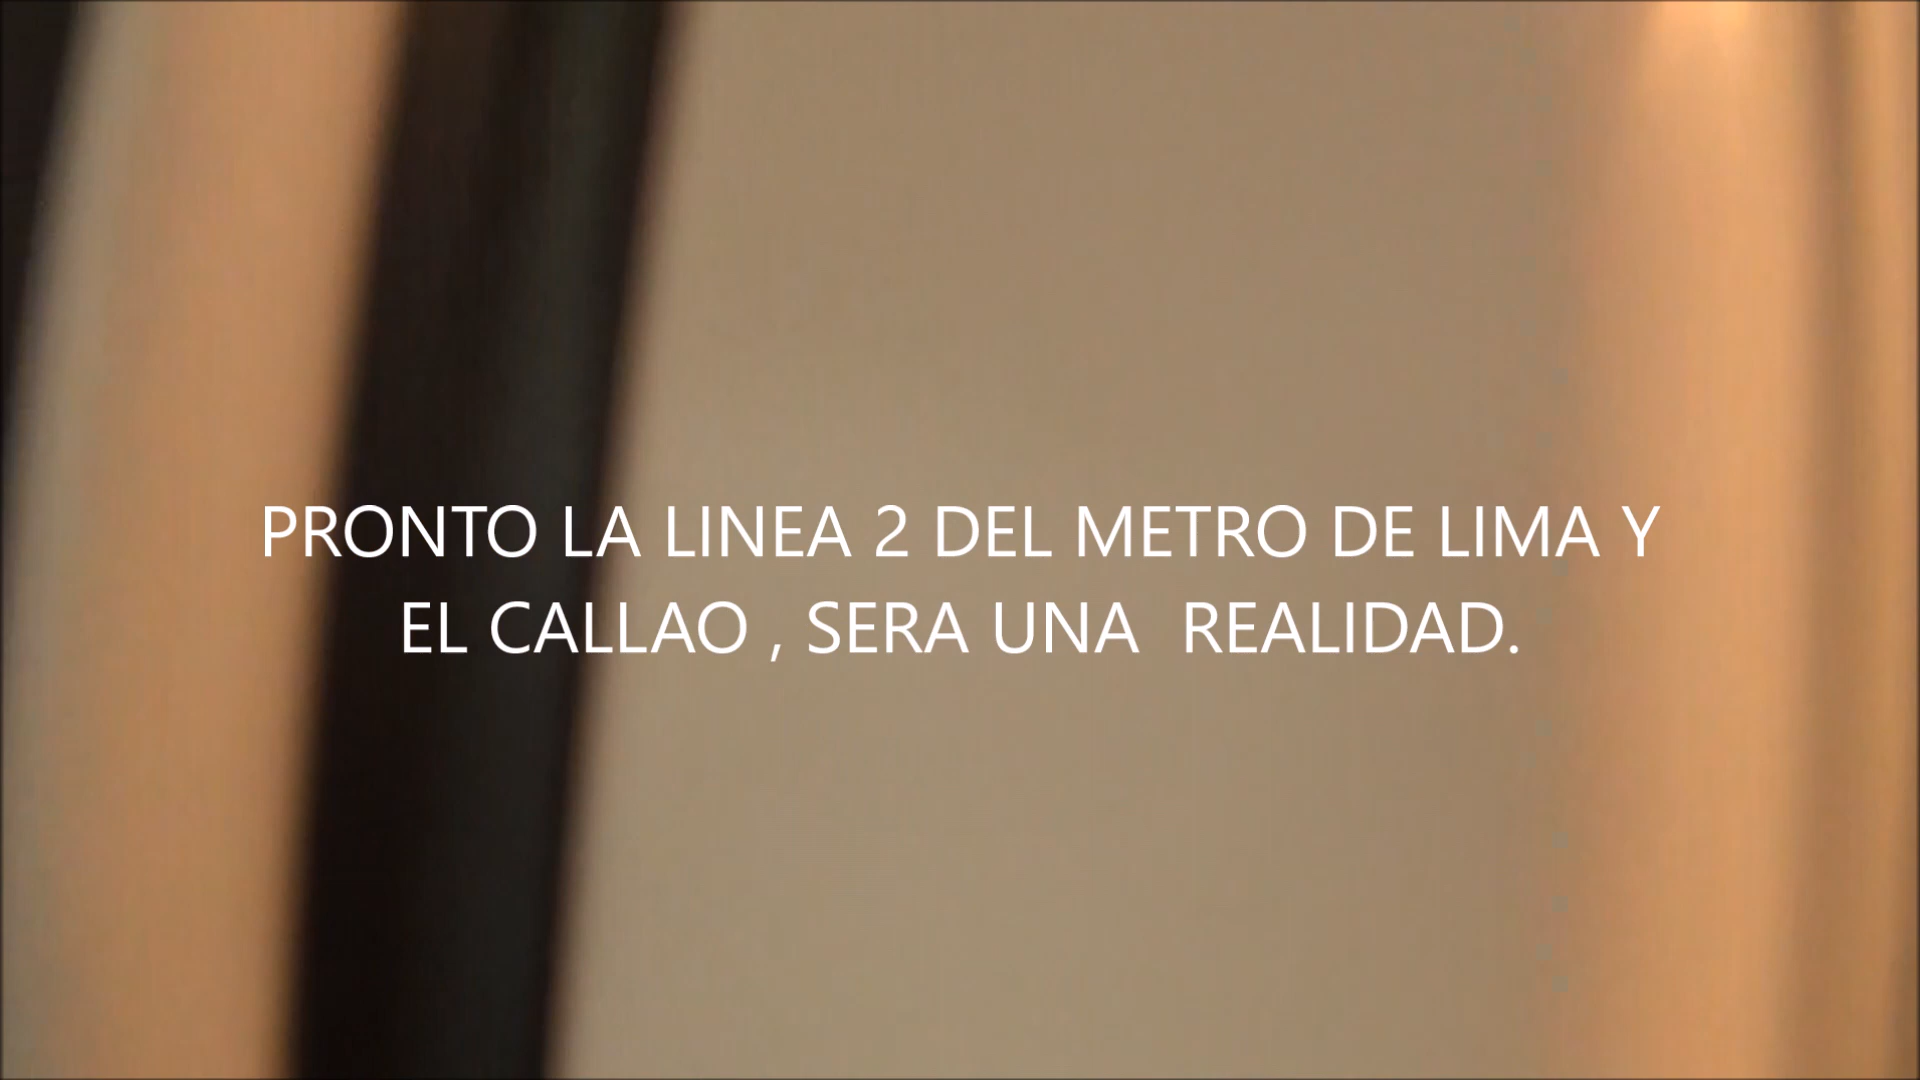 PRONTO LA LINEA 2 DEL METRO DE LIMA Y
EL CALLAO , SERA UNA  REALIDAD.